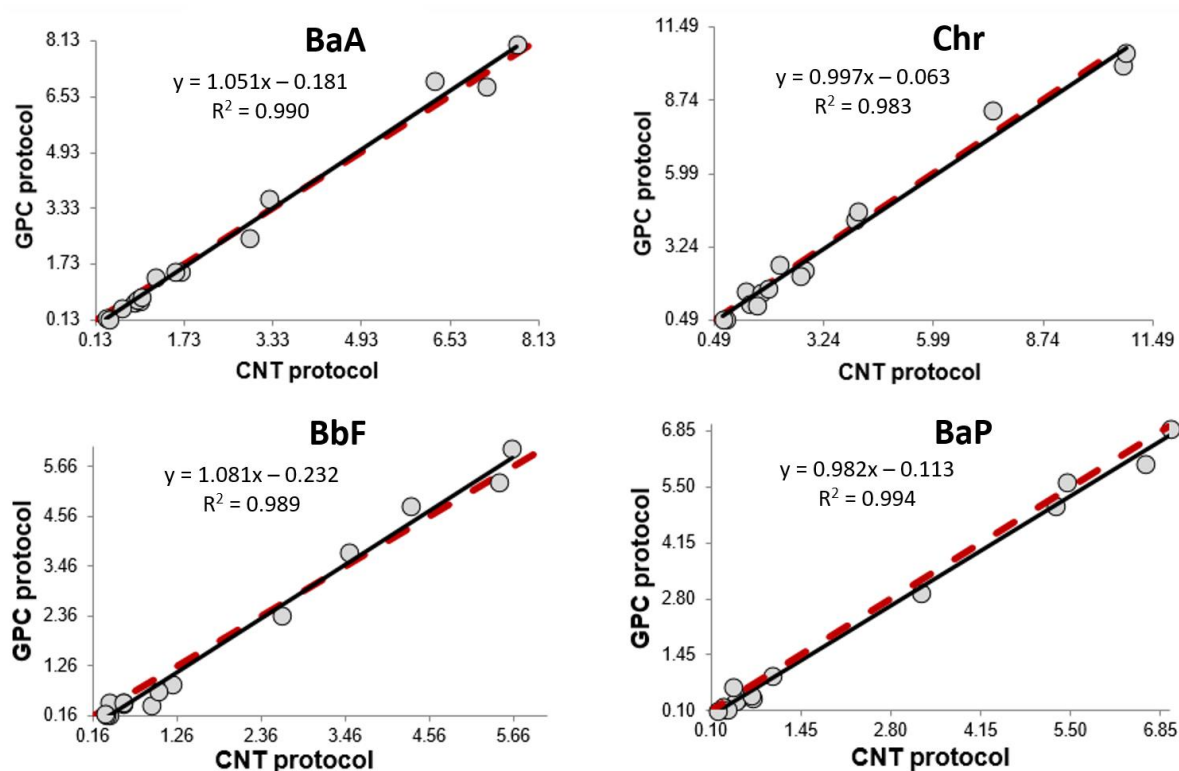 BaA
y = 1.051x – 0.181
R² = 0.990
8.13
6.53
4.93
3.33
1.73
0.13
GPC protocol
0.13 1.73 3.33 4.93 6.53 8.13
CNT protocol
Chr
y = 0.997x – 0.063
R² = 0.983
11.49
8.74
5.99
3.24
0.49
GPC protocol
0.49 3.24 5.99 8.74 11.49
CNT protocol
BbF
y = 1.081x – 0.232
R² = 0.989
5.66
4.56
3.46
2.36
1.26
0.16
GPC protocol
0.16 1.26 2.36 3.46 4.56 5.66
CNT protocol
BaP
y = 0.982x – 0.113
R² = 0.994
6.85
5.50
4.15
2.80
1.45
0.10
GPC protocol
0.10 1.45 2.80 4.15 5.50 6.85
CNT protocol